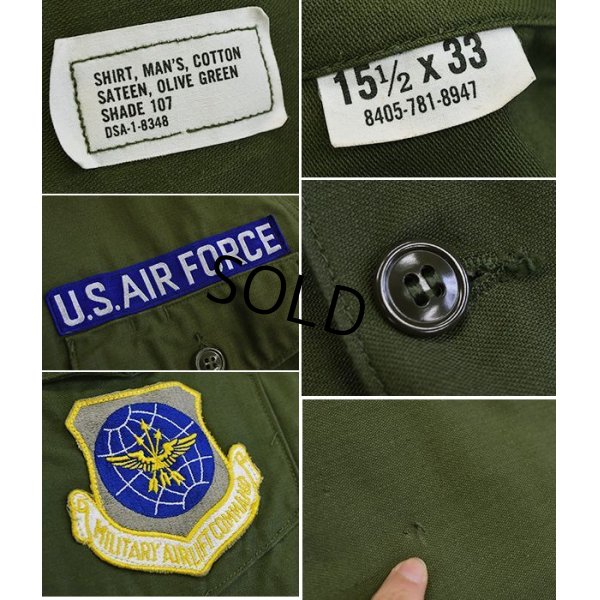 SHIRT, MAN'S, COTTON
SATEEN, OLIVE GREEN
SHADE 107
DSA-1-8348
15½ x 33
8405-781-8947
U.S. AIR FORCE
SOLD
MILITARY AIRLIFT COMMAND